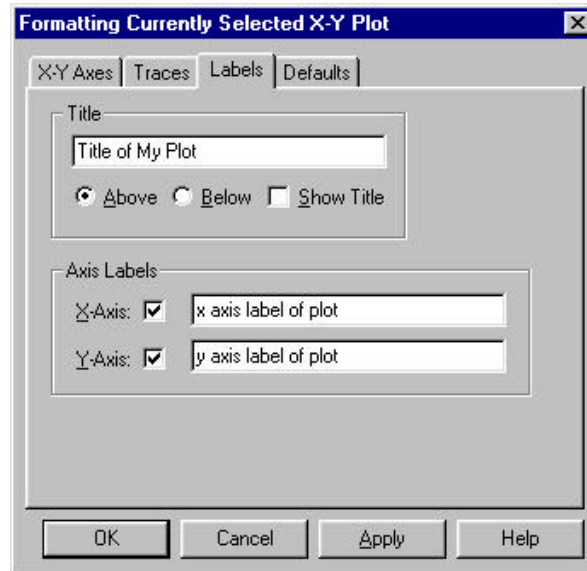 Formatting Currently Selected X-Y Plot
X-Y Axes Traces Labels Defaults
Title
Title of My Plot
Above Below Show Title
Axis Labels
X-Axis: x axis label of plot
Y-Axis: y axis label of plot
OK Cancel Apply Help